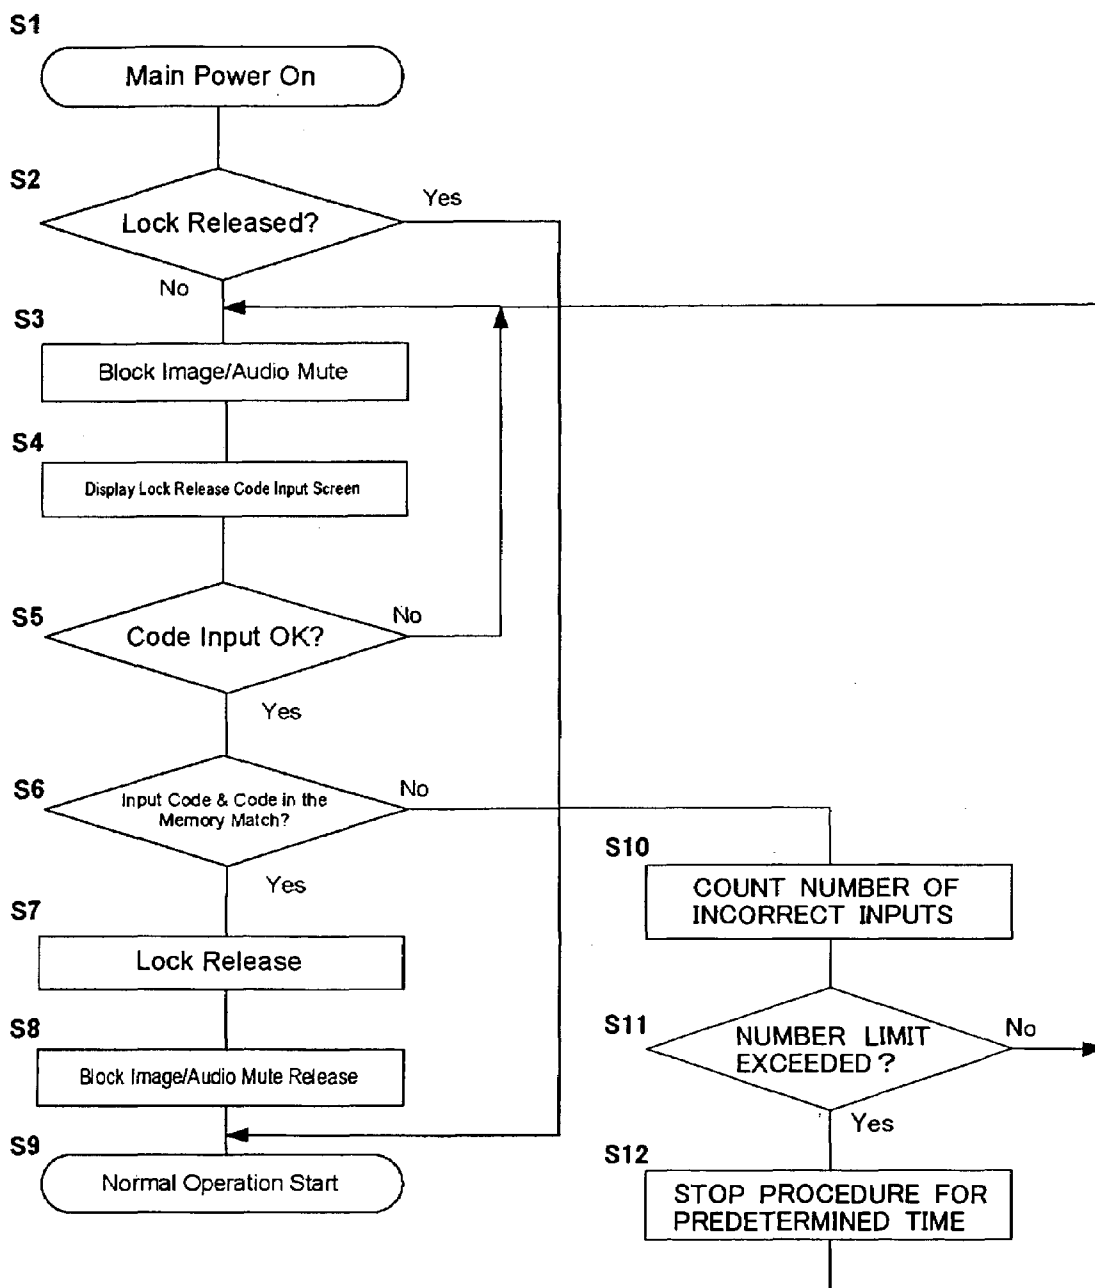 S1
Main Power On
S2
Lock Released?
Yes
No
S3
Block Image/Audio Mute
S4
Display Lock Release Code Input Screen
S5
Code Input OK?
No
Yes
S6
Input Code & Code in the
Memory Match?
No
Yes
S7
Lock Release
S8
Block Image/Audio Mute Release
S9
Normal Operation Start
S10
COUNT NUMBER OF
INCORRECT INPUTS
S11
NUMBER LIMIT
EXCEEDED?
No
Yes
S12
STOP PROCEDURE FOR
PREDETERMINED TIME